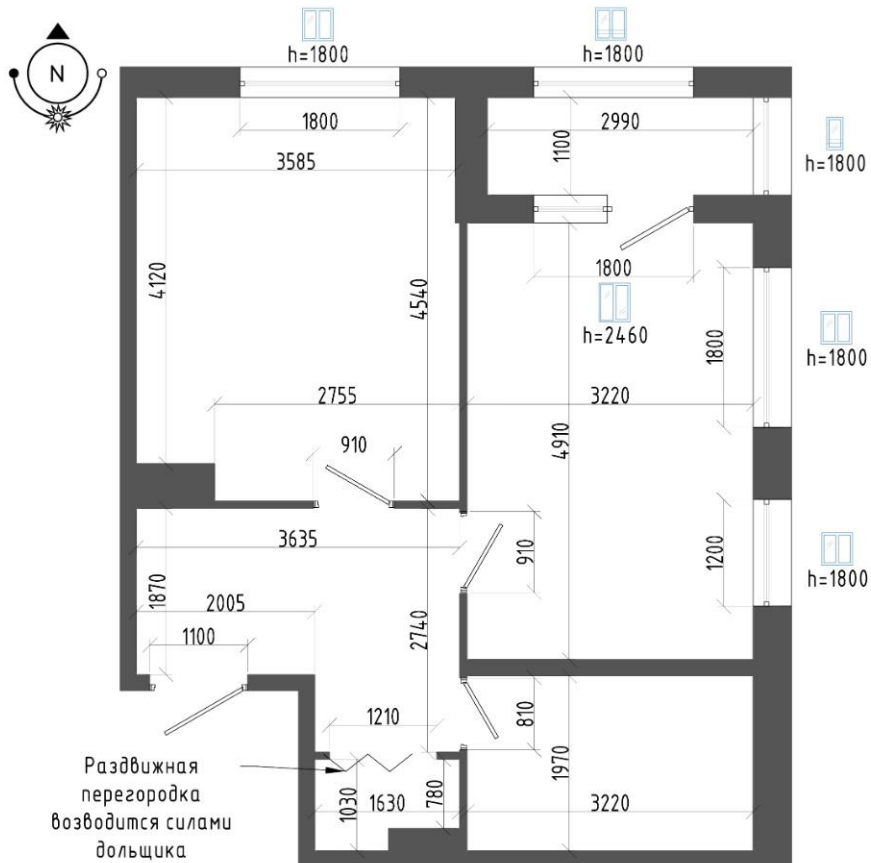 h=1800
h=1800
N
1800
2990
1100
h=1800
3585
4120
4540
1800
h=2460
1800
h=1800
2755
3220
4910
910
3635
910
1200
h=1800
1870
2005
2740
1100
1210
810
1970
Раздвижная
перегородка
возводится силами
дольщика
1030
1630
780
3220